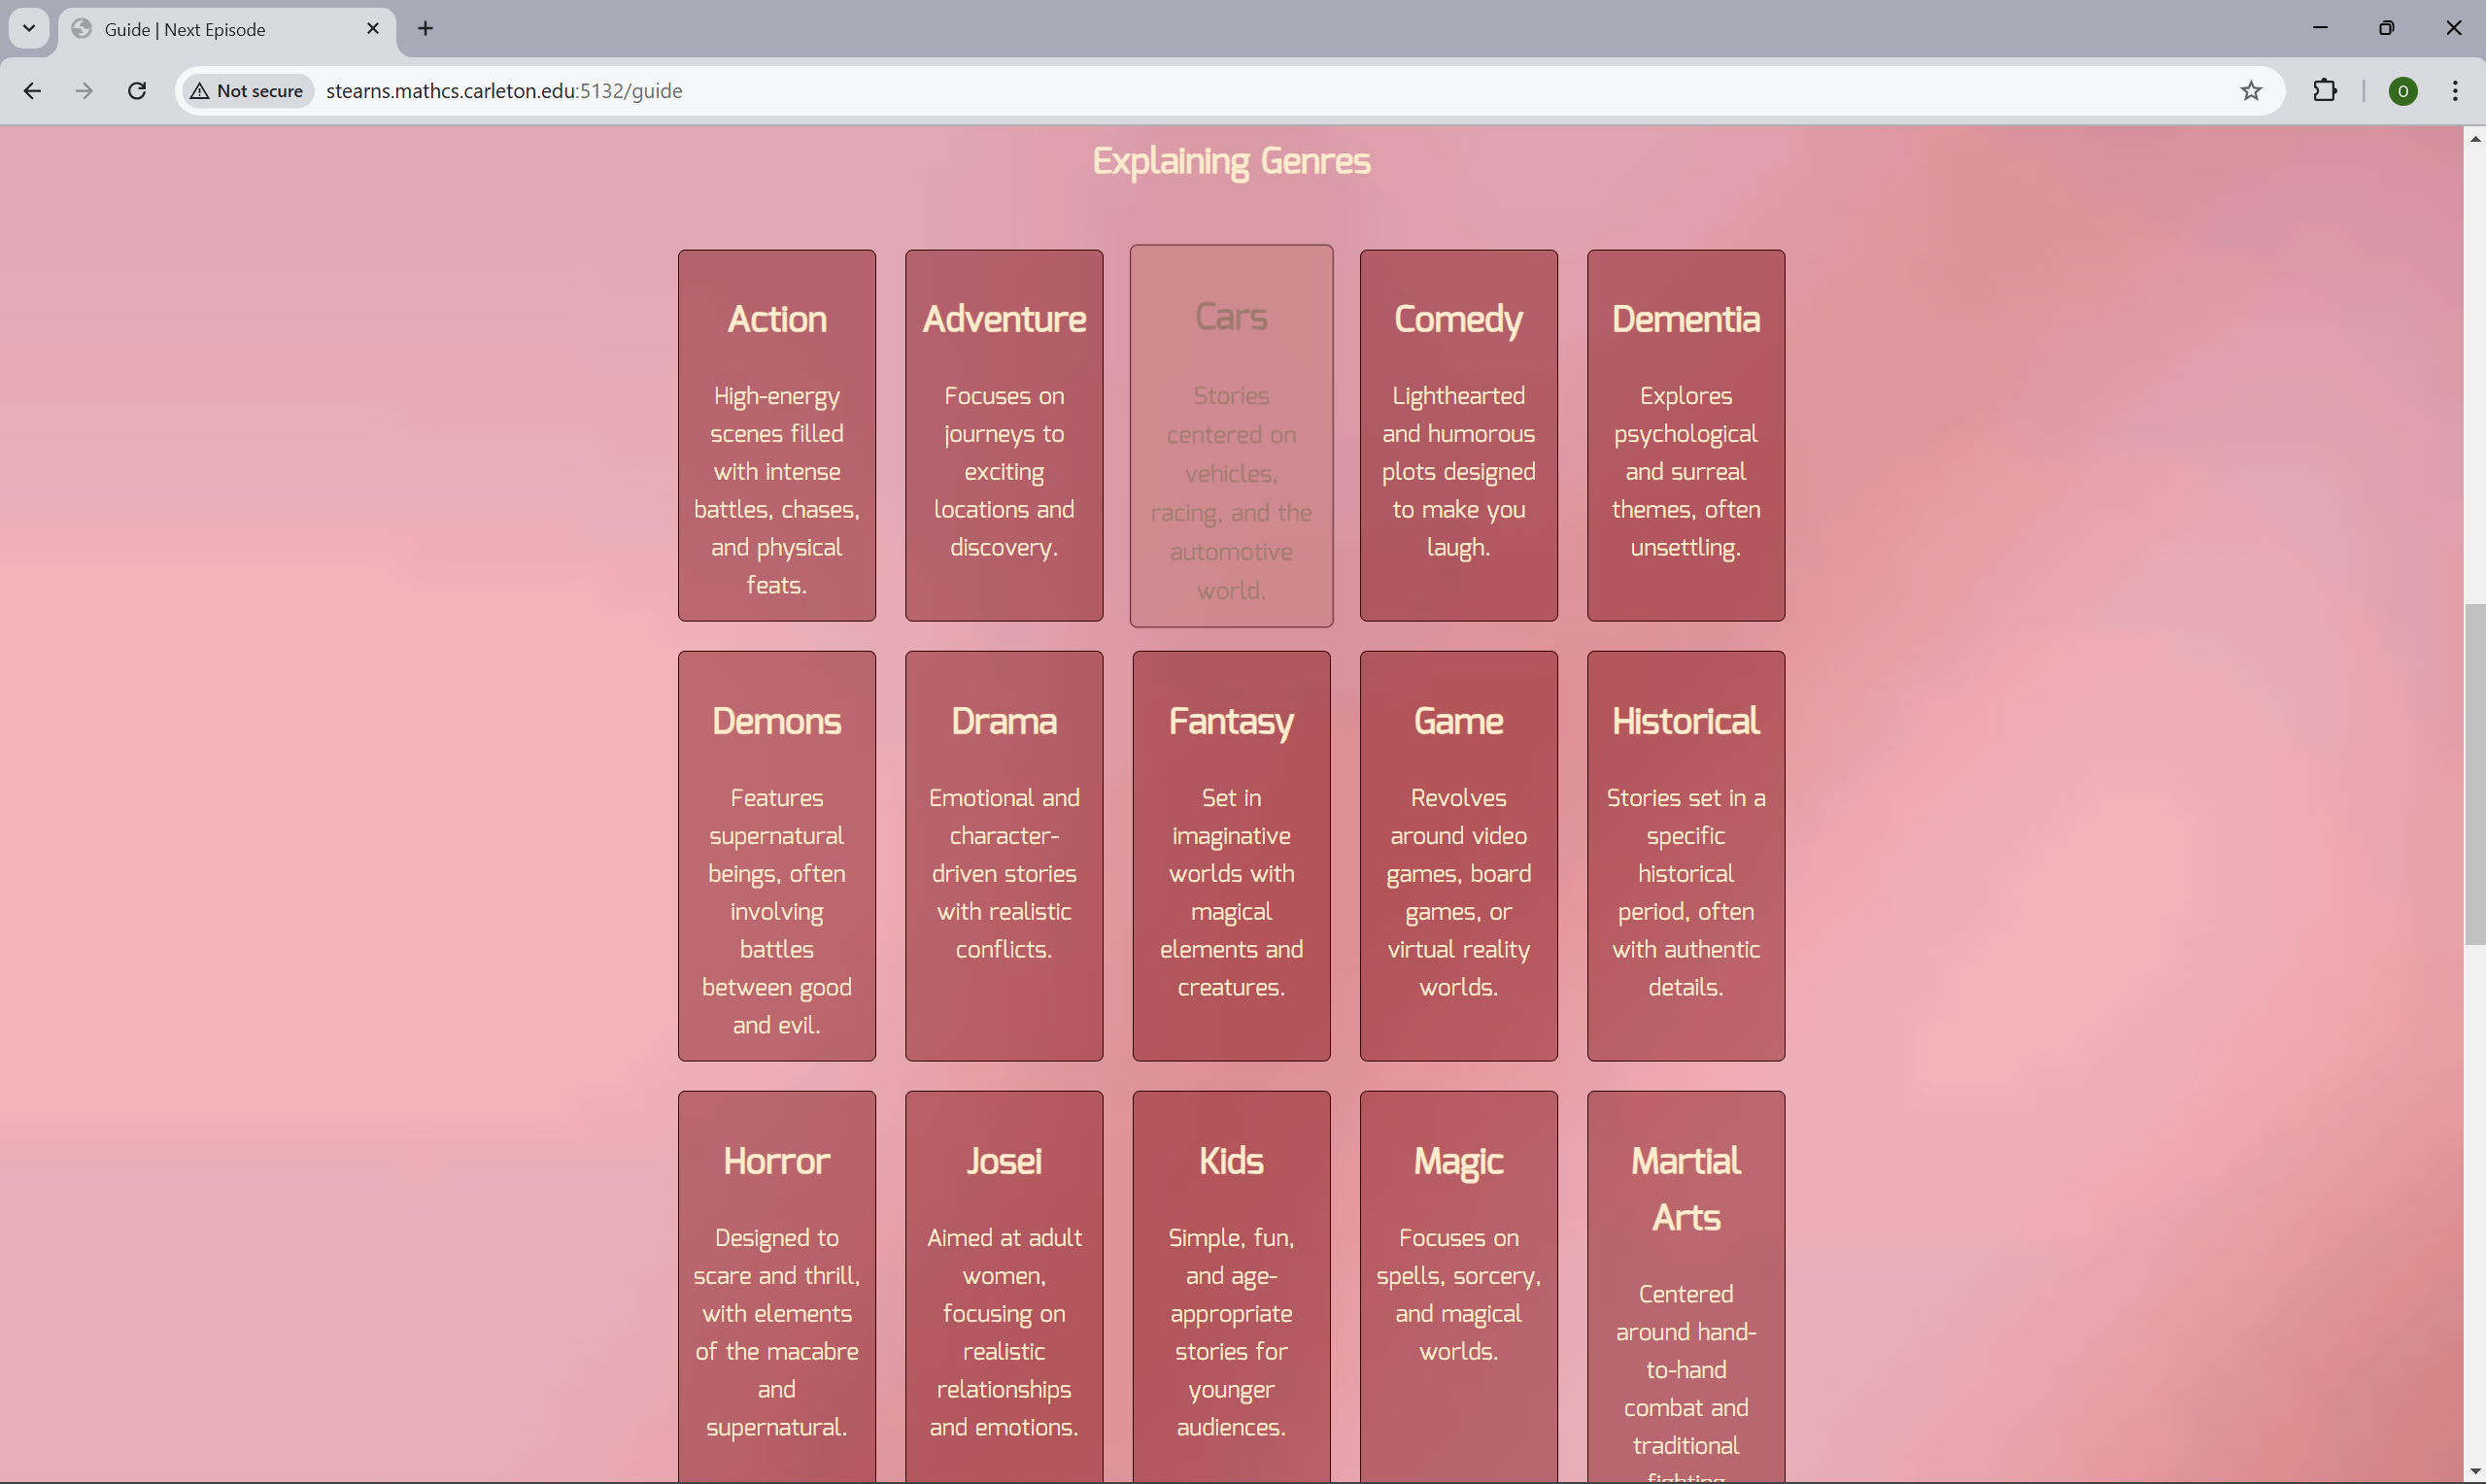 Guide | Next Episode
Not secure
stearns.mathcs.carleton.edu:5132/guide
O
Explaining Genres
Action
High-energy
scenes filled
with intense
battles, chases,
and physical
feats.
Adventure
Focuses on
journeys to
exciting
locations and
discovery.
Cars
Stories
centered on
vehicles,
racing, and the
automotive
world.
Comedy
Lighthearted
and humorous
plots designed
to make you
laugh.
Dementia
Explores
psychological
and surreal
themes, often
unsettling.
Demons
Features
supernatural
beings, often
involving
battles
between good
and evil.
Drama
Emotional and
character-
driven stories
with realistic
conflicts.
Fantasy
Set in
imaginative
worlds with
magical
elements and
creatures.
Game
Revolves
around video
games, board
games, or
virtual reality
worlds.
Historical
Stories set in a
specific
historical
period, often
with authentic
details.
Horror
Designed to
scare and thrill,
with elements
of the macabre
and
supernatural.
Josei
Aimed at adult
women,
focusing on
realistic
relationships
and emotions.
Kids
Simple, fun,
and age-
appropriate
stories for
younger
audiences.
Magic
Focuses on
spells, sorcery,
and magical
worlds.
Martial
Arts
Centered
around hand-
to-hand
combat and
traditional